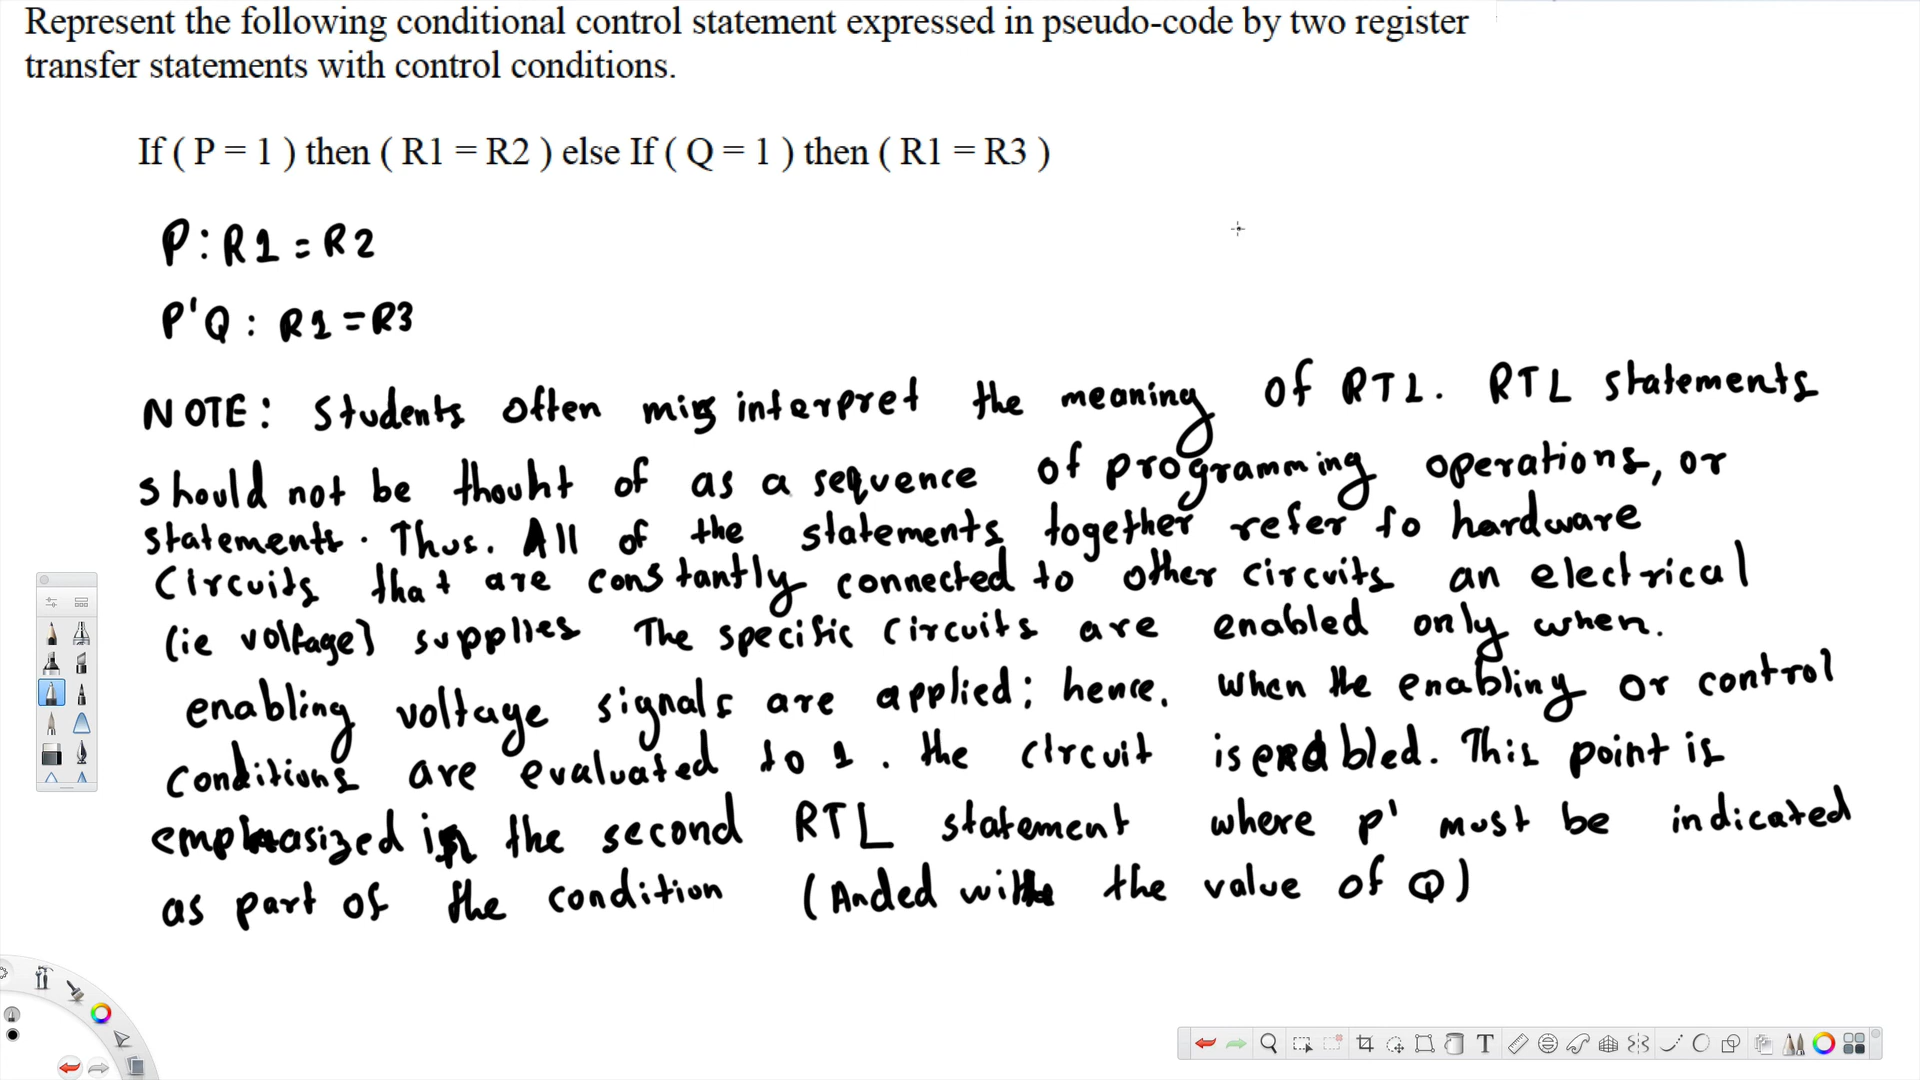 Represent the following conditional control statement expressed in pseudo-code by two register
transfer statements with control conditions.
If ( P = 1 ) then ( R1 = R2 ) else If ( Q = 1 ) then ( R1 = R3 )
P : R1 = R2
P'Q : R1 = R3
NOTE: Students often misinterpret the meaning of RTL. RTL statements
should not be thouht of as a sequence of programming operations, or
statements. Thus. All of the statements together refer to hardware
Circuits that are constantly connected to other circuits an electrical
(ie voltage) supplies The specific circuits are enabled only when.
enabling voltage signals are applied; hence, when the enabling or control
conditions are evaluated to 1. the circuit is enabled. This point is
emphasized in the second RTL statement where p' must be indicated
as part of the condition (Anded with the value of Q)
T